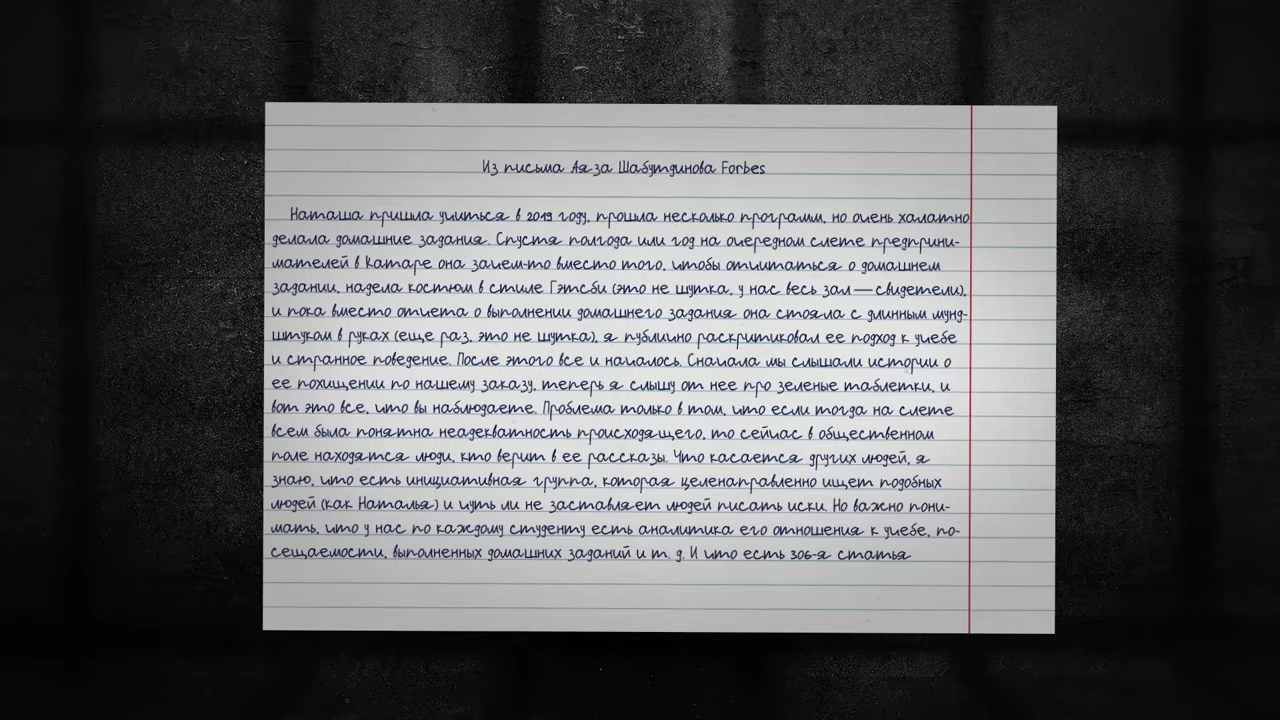 Из письма Аяза Шабутдинова Forbes
Наташа пришла учиться в 2019 году, прошла несколько программ, но очень халатно
делала домашние задания. Спустя полгода или год на очередном слете предприни-
мателей в Катаре она зачем-то вместо того, чтобы отчитаться о домашнем
задании, надела костюм в стиле Гэтсби (это не шутка, у нас весь зал — свидетели),
и пока вместо отчета о выполнении домашнего задания она стояла с длинным мунд-
штуком в руках (еще раз, это не шутка), я публично раскритиковал ее подход к учебе
и странное поведение. После этого все и началось. Сначала мы слышали истории о
ее похищении по нашему заказу, теперь я слышу от нее про зеленые таблетки, и
вот это все, что вы наблюдаете. Проблема только в том, что если тогда на слете
всем была понятна неадекватность происходящего, то сейчас в общественном
поле находятся люди, кто верит в ее рассказы. Что касается других людей, я
знаю, что есть инициативная группа, которая целенаправленно ищет подобных
людей (как Наталья) и чуть ли не заставляет людей писать иски. Но важно пони-
мать, что у нас по каждому студенту есть аналитика его отношения к учебе, по-
сещаемости, выполненных домашних заданий и т. д. И что есть 306-я статья